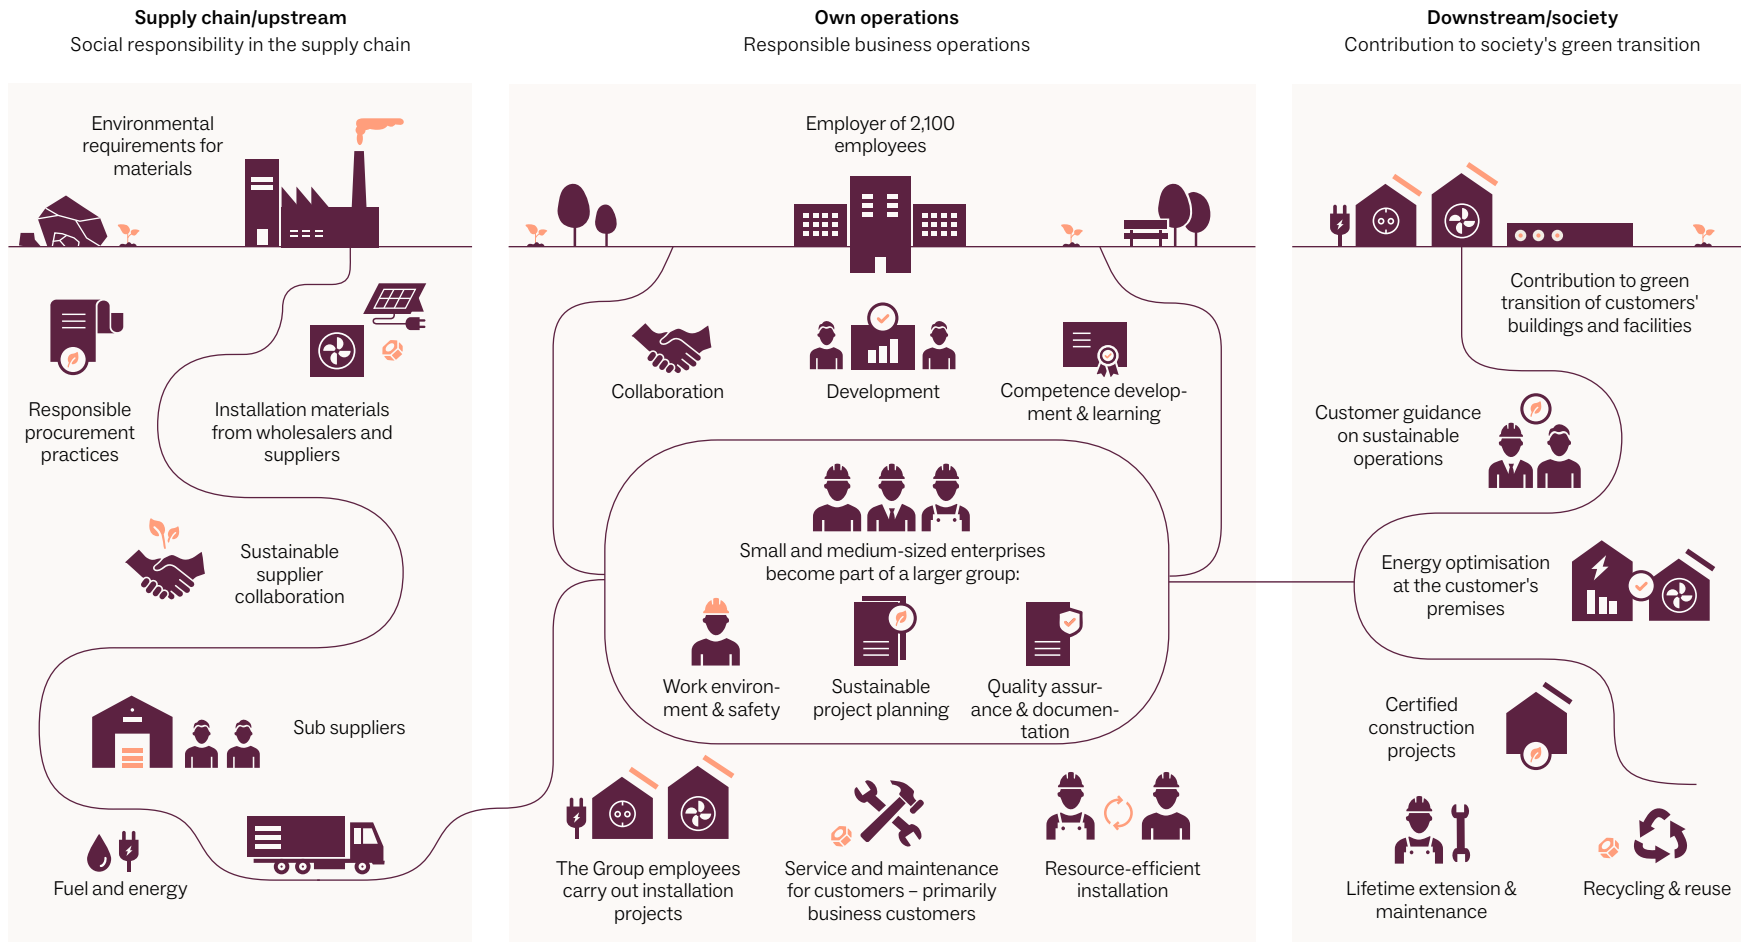 Supply chain/upstream
Social responsibility in the supply chain
Environmental
requirements for
materials
Responsible
procurement
practices
Installation materials
from wholesalers and
suppliers
Sustainable
supplier
collaboration
Sub suppliers
Fuel and energy
Own operations
Responsible business operations
Employer of 2,100
employees
Collaboration
Development
Competence develop-
ment & learning
Small and medium-sized enterprises
become part of a larger group:
Work environ-
ment & safety
Sustainable
project planning
Quality assur-
ance & documen-
tation
The Group employees
carry out installation
projects
Service and maintenance
for customers – primarily
business customers
Resource-efficient
installation
Downstream/society
Contribution to society's green transition
Contribution to green
transition of customers'
buildings and facilities
Customer guidance
on sustainable
operations
Energy optimisation
at the customer's
premises
Certified
construction
projects
Lifetime extension &
maintenance
Recycling & reuse